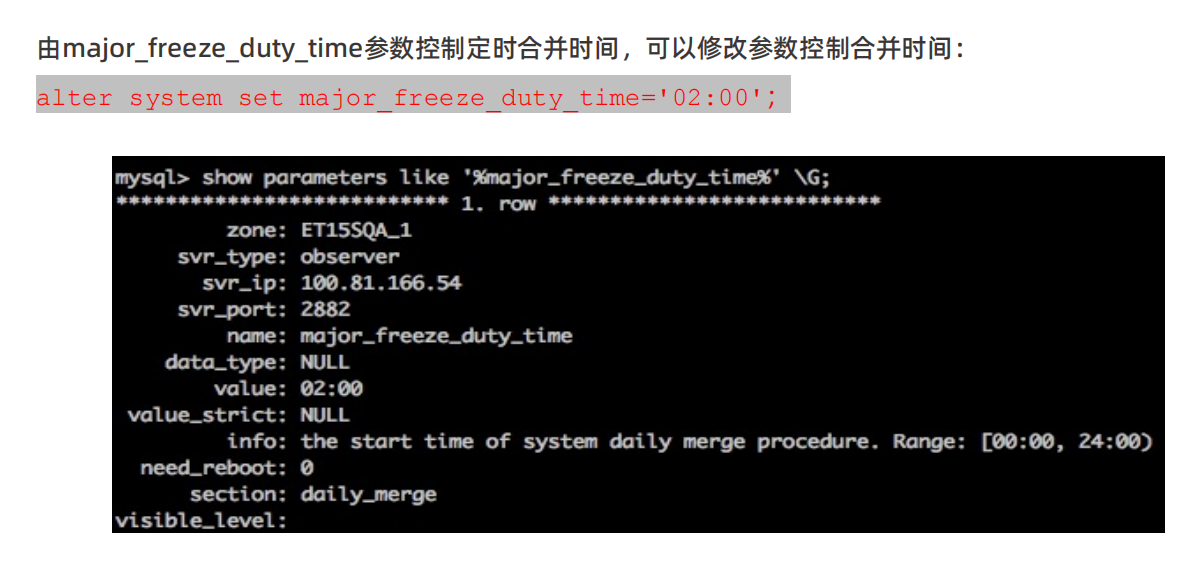 由major_freeze_duty_time参数控制定时合并时间，可以修改参数控制合并时间：
alter system set major_freeze_duty_time='02:00';
mysql> show parameters like '%major_freeze_duty_time%' \G;
*************************** 1. row ***************************
zone: ET15SQA_1
svr_type: observer
svr_ip: 100.81.166.54
svr_port: 2882
name: major_freeze_duty_time
data_type: NULL
value: 02:00
value_strict: NULL
info: the start time of system daily merge procedure. Range: [00:00, 24:00)
need_reboot: 0
section: daily_merge
visible_level: